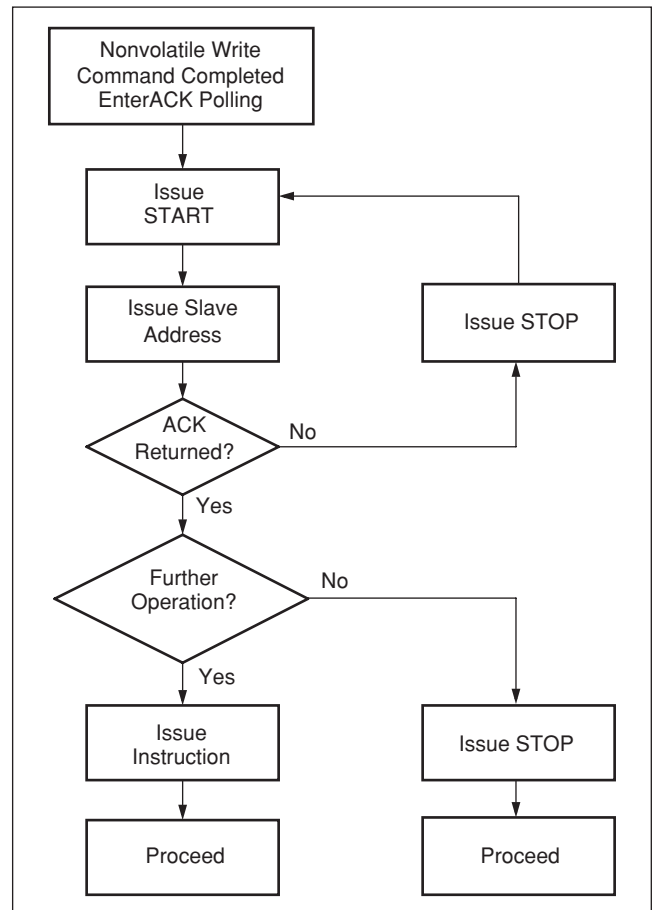 Nonvolatile Write
Command Completed
EnterACK Polling
Issue
START
Issue Slave
Address
Issue STOP
ACK
Returned?
No
Yes
Further
Operation?
No
Yes
Issue
Instruction
Issue STOP
Proceed
Proceed